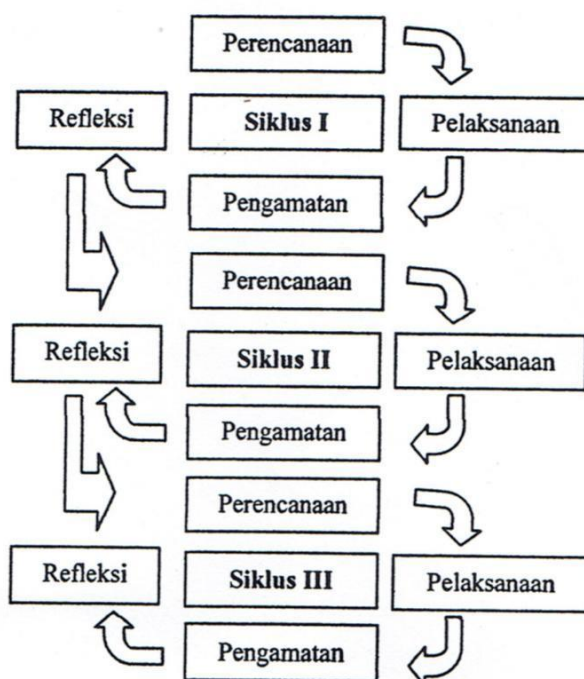 Perencanaan
Refleksi
Siklus I
Pelaksanaan
Pengamatan
Perencanaan
Refleksi
Siklus II
Pelaksanaan
Pengamatan
Perencanaan
Refleksi
Siklus III
Pelaksanaan
Pengamatan